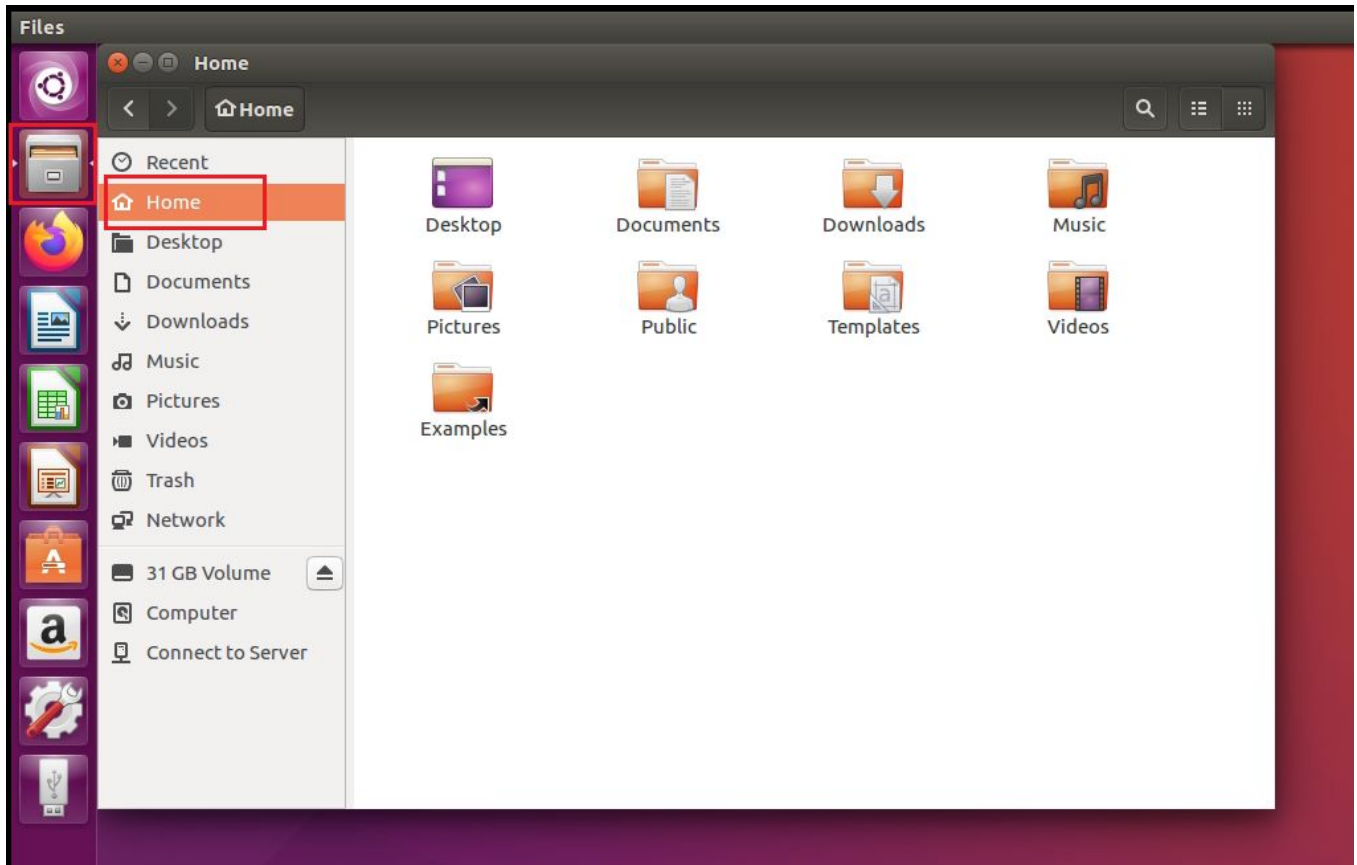 Files
Home
Home
Recent
Home
Desktop
Documents
Downloads
Music
Pictures
Videos
Trash
Network
31 GB Volume
Computer
Connect to Server
Desktop
Documents
Downloads
Music
Pictures
Public
Templates
Videos
Examples